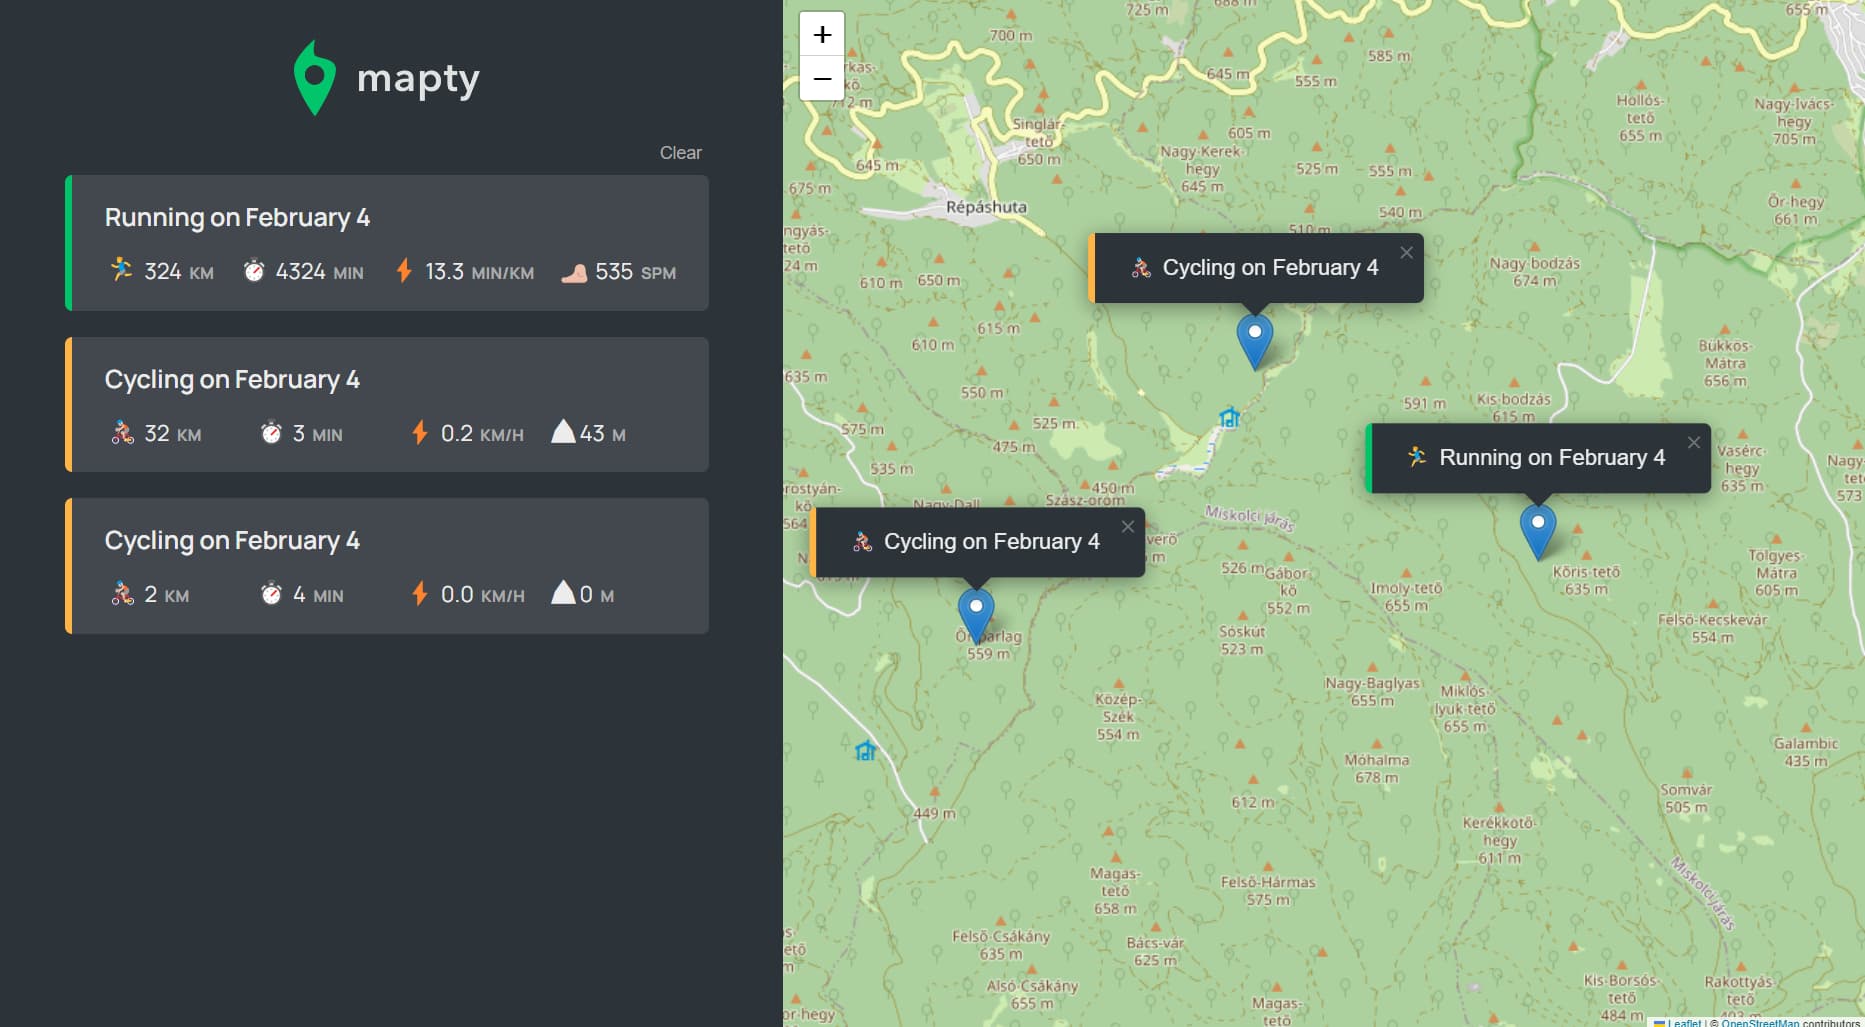 mapty
Clear
Running on February 4
324 KM 4324 MIN 13.3 MIN/KM 535 SPM
Cycling on February 4
32 KM 3 MIN 0.2 KM/H 43 M
Cycling on February 4
2 KM 4 MIN 0.0 KM/H 0 M
+
−
725 m
688 m
655 m
700 m
585 m
645 m
555 m
Hollós-
tető
655 m
Nagy-Ivács-
hegy
705 m
Singlár-
tető
650 m
605 m
Nagy-Kerek-
hegy
645 m
645 m
525 m
555 m
675 m
Répáshuta
540 m
Őr-hegy
661 m
510 m
Cycling on February 4
×
Nagy-bodzás
674 m
610 m
650 m
615 m
610 m
Bükkös-
Mátra
656 m
635 m
550 m
591 m
Kis-bodzás
615 m
525 m
575 m
475 m
Running on February 4
×
Vasérc-
hegy
635 m
535 m
450 m
Nagy-Dall
Szász-orom
Miskolci járás
Cycling on February 4
×
526 m
Gábor-
kő
552 m
Imoly-tető
655 m
Kőris-tető
635 m
Tölgyes-
Mátra
605 m
559 m
Sóskút
523 m
Felső-Kecskevár
554 m
Nagy-Baglyas
655 m
Miklós-
lyuk-tető
655 m
Közép-
Szék
554 m
Galambic
435 m
Móhalma
678 m
612 m
449 m
Somvár
505 m
Kerékkötő-
hegy
611 m
Miskolci járás
Magas-
tető
658 m
Felső-Hármas
575 m
Felső-Csákány
635 m
Bács-vár
625 m
Alsó-Csákány
655 m
Magas-
tető
Kis-Borsós-
tető
484 m
Rakottyás-
tető
403 m
Leaflet | © OpenStreetMap contributors